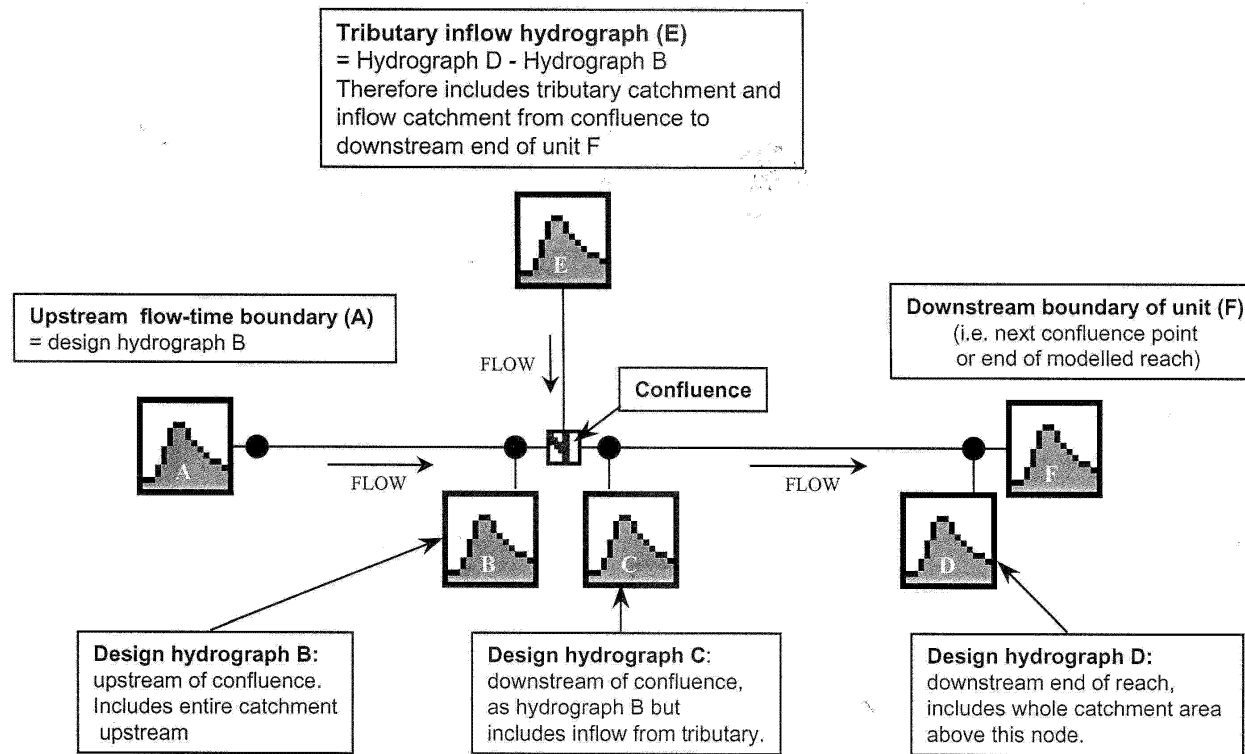 Tributary inflow hydrograph (E)
= Hydrograph D - Hydrograph B
Therefore includes tributary catchment and
inflow catchment from confluence to
downstream end of unit F
E
Upstream flow-time boundary (A)
= design hydrograph B
Downstream boundary of unit (F)
(i.e. next confluence point
or end of modelled reach)
FLOW
Confluence
A
F
FLOW
FLOW
B
C
D
Design hydrograph B:
upstream of confluence.
Includes entire catchment
upstream
Design hydrograph C:
downstream of confluence,
as hydrograph B but
includes inflow from tributary.
Design hydrograph D:
downstream end of reach,
includes whole catchment area
above this node.